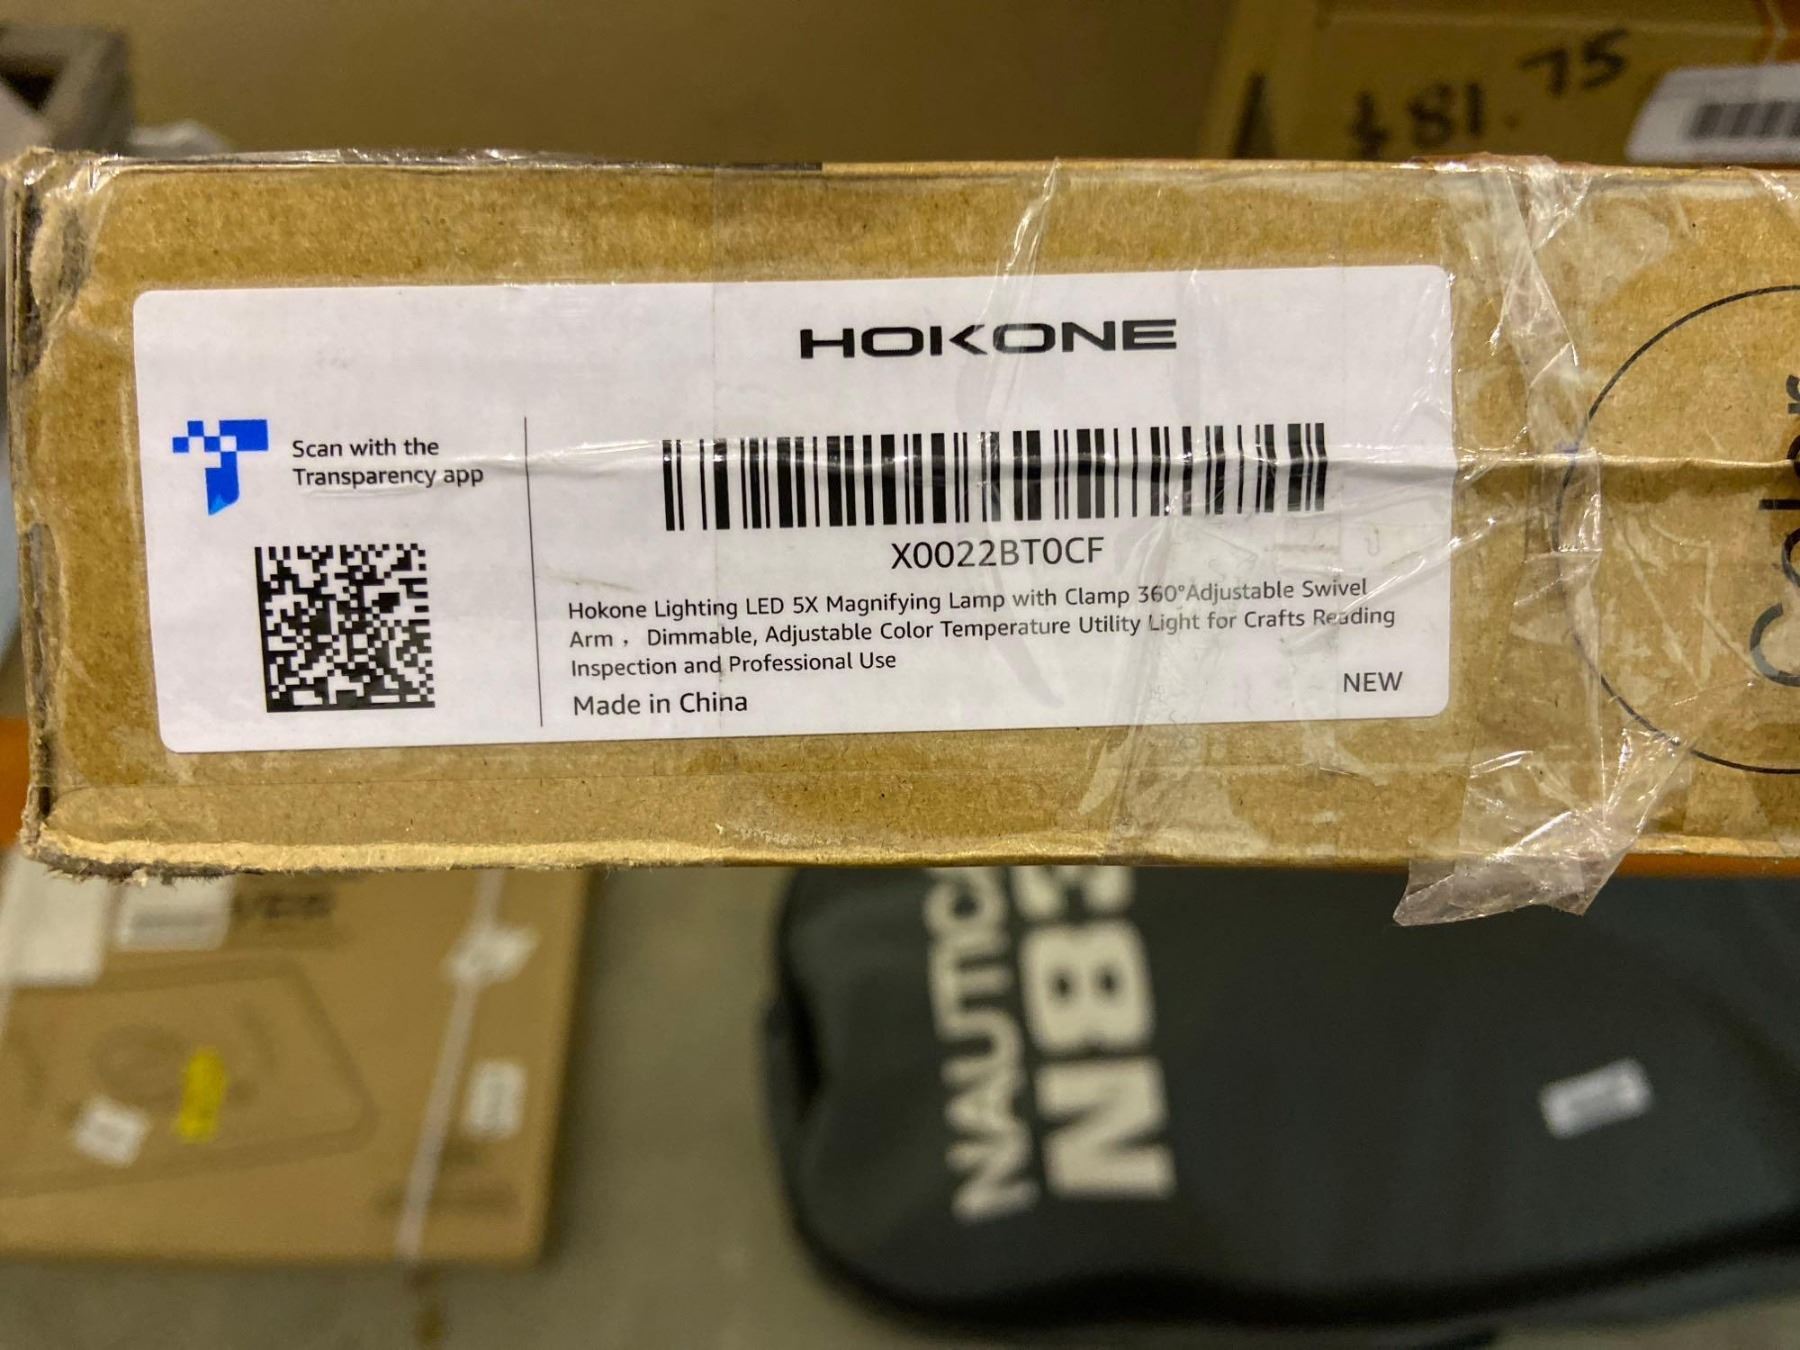 $81.75
HOKONE
Scan with the
Transparency app
X0022BT0CF
Hokone Lighting LED 5X Magnifying Lamp with Clamp 360°Adjustable Swivel
Arm , Dimmable, Adjustable Color Temperature Utility Light for Crafts Reading
Inspection and Professional Use
Made in China
NEW
Color